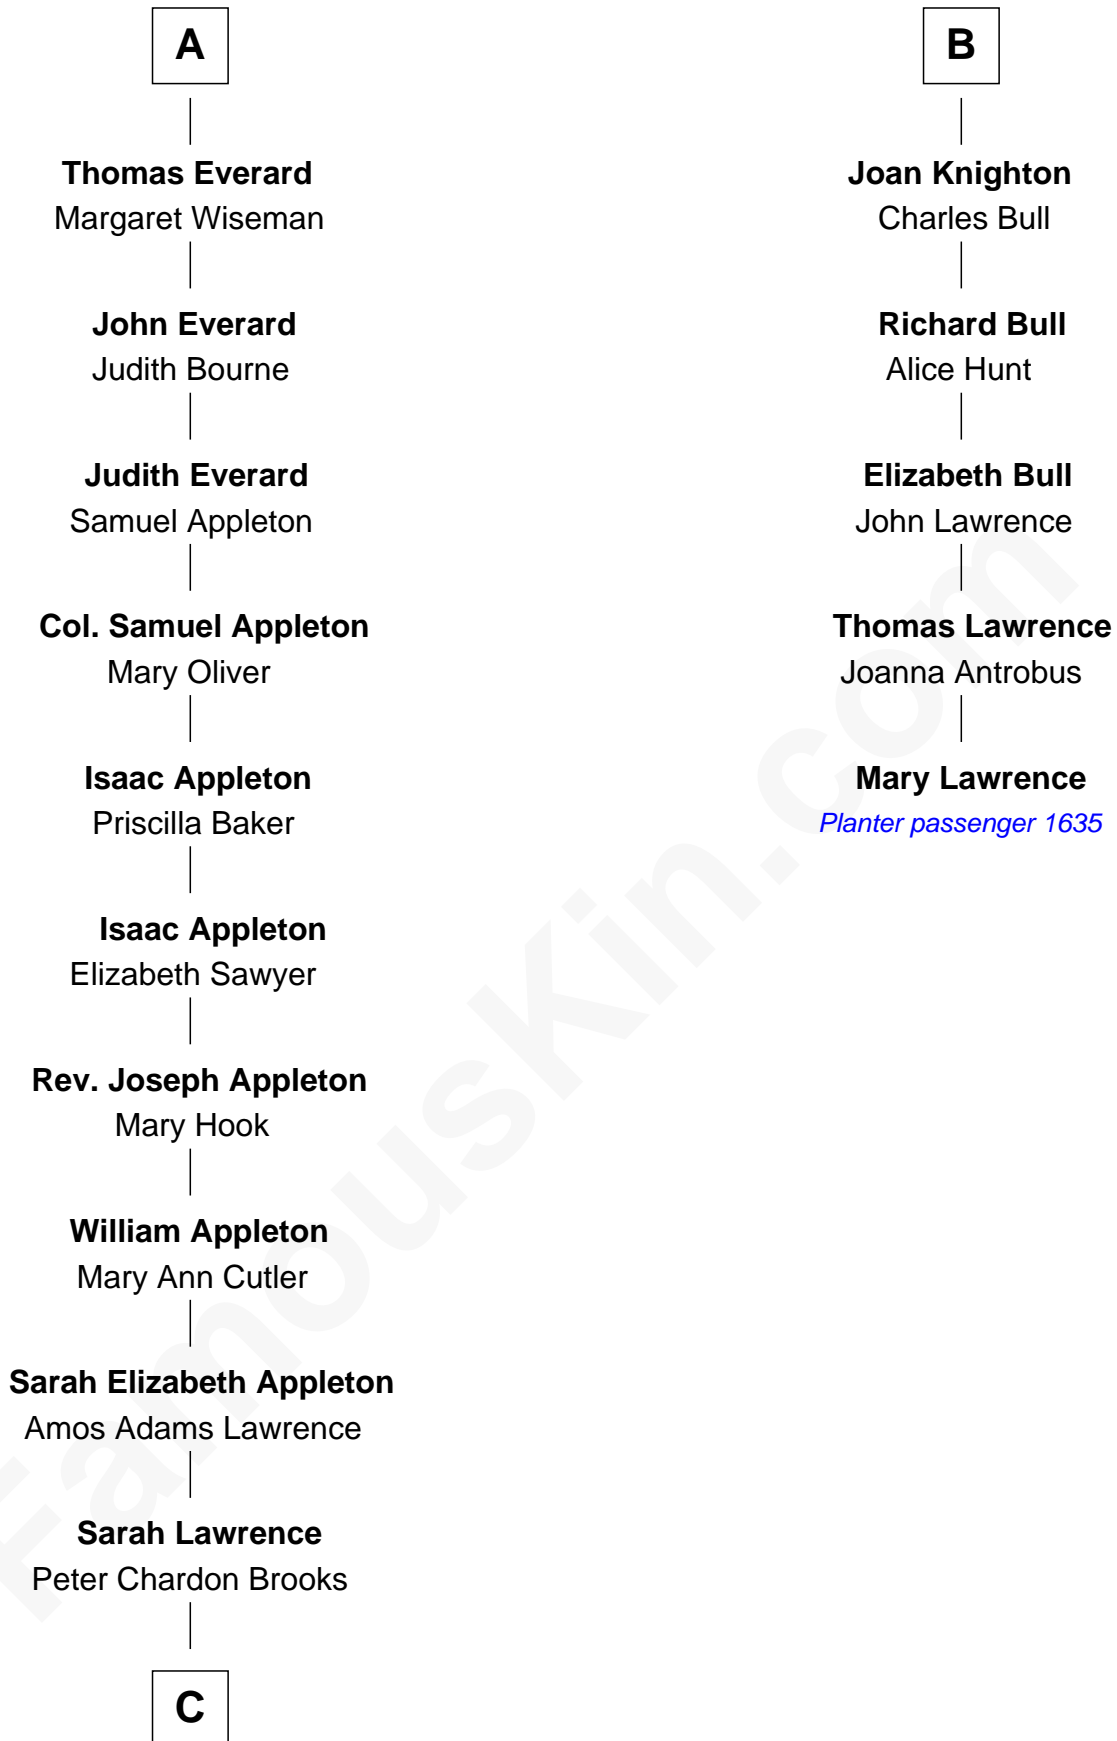 A
Thomas Everard
Margaret Wiseman
John Everard
Judith Bourne
Judith Everard
Samuel Appleton
Col. Samuel Appleton
Mary Oliver
Isaac Appleton
Priscilla Baker
Isaac Appleton
Elizabeth Sawyer
Rev. Joseph Appleton
Mary Hook
William Appleton
Mary Ann Cutler
Sarah Elizabeth Appleton
Amos Adams Lawrence
Sarah Lawrence
Peter Chardon Brooks
C
B
Joan Knighton
Charles Bull
Richard Bull
Alice Hunt
Elizabeth Bull
John Lawrence
Thomas Lawrence
Joanna Antrobus
Mary Lawrence
Planter passenger 1635
FamousKin.com